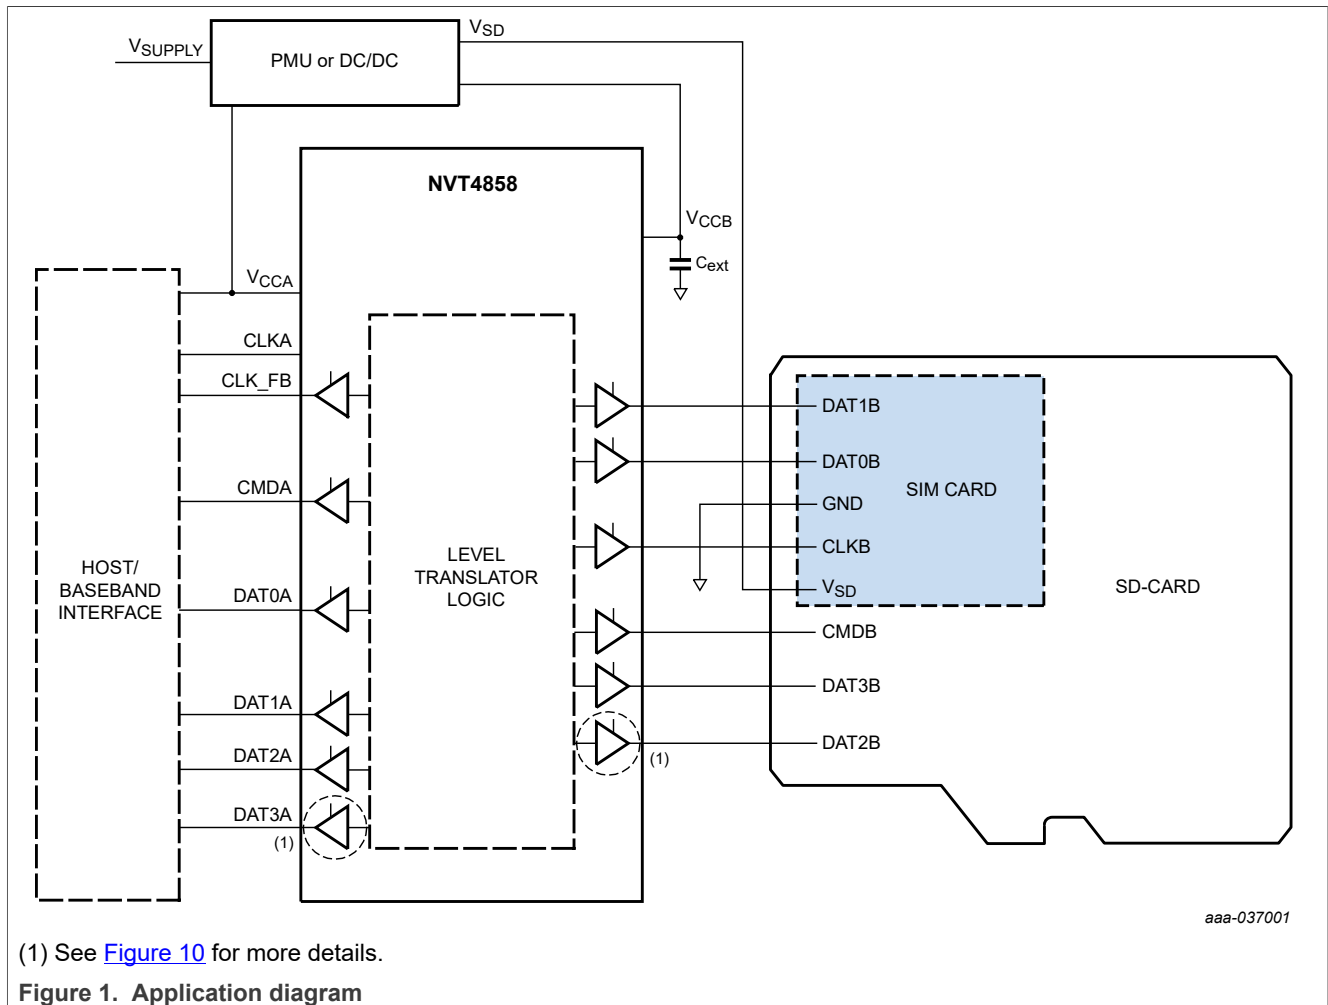 VSUPPLY
PMU or DC/DC
VSD
NVT4858
VCCB
Cext
VCCA
CLKA
CLK_FB
CMDA
DAT0A
DAT1A
DAT2A
DAT3A
(1)
HOST/
BASEBAND
INTERFACE
LEVEL
TRANSLATOR
LOGIC
(1)
DAT1B
DAT0B
GND
CLKB
VSD
SIM CARD
CMDB
DAT3B
DAT2B
SD-CARD
aaa-037001
(1) See Figure 10 for more details.
Figure 1. Application diagram